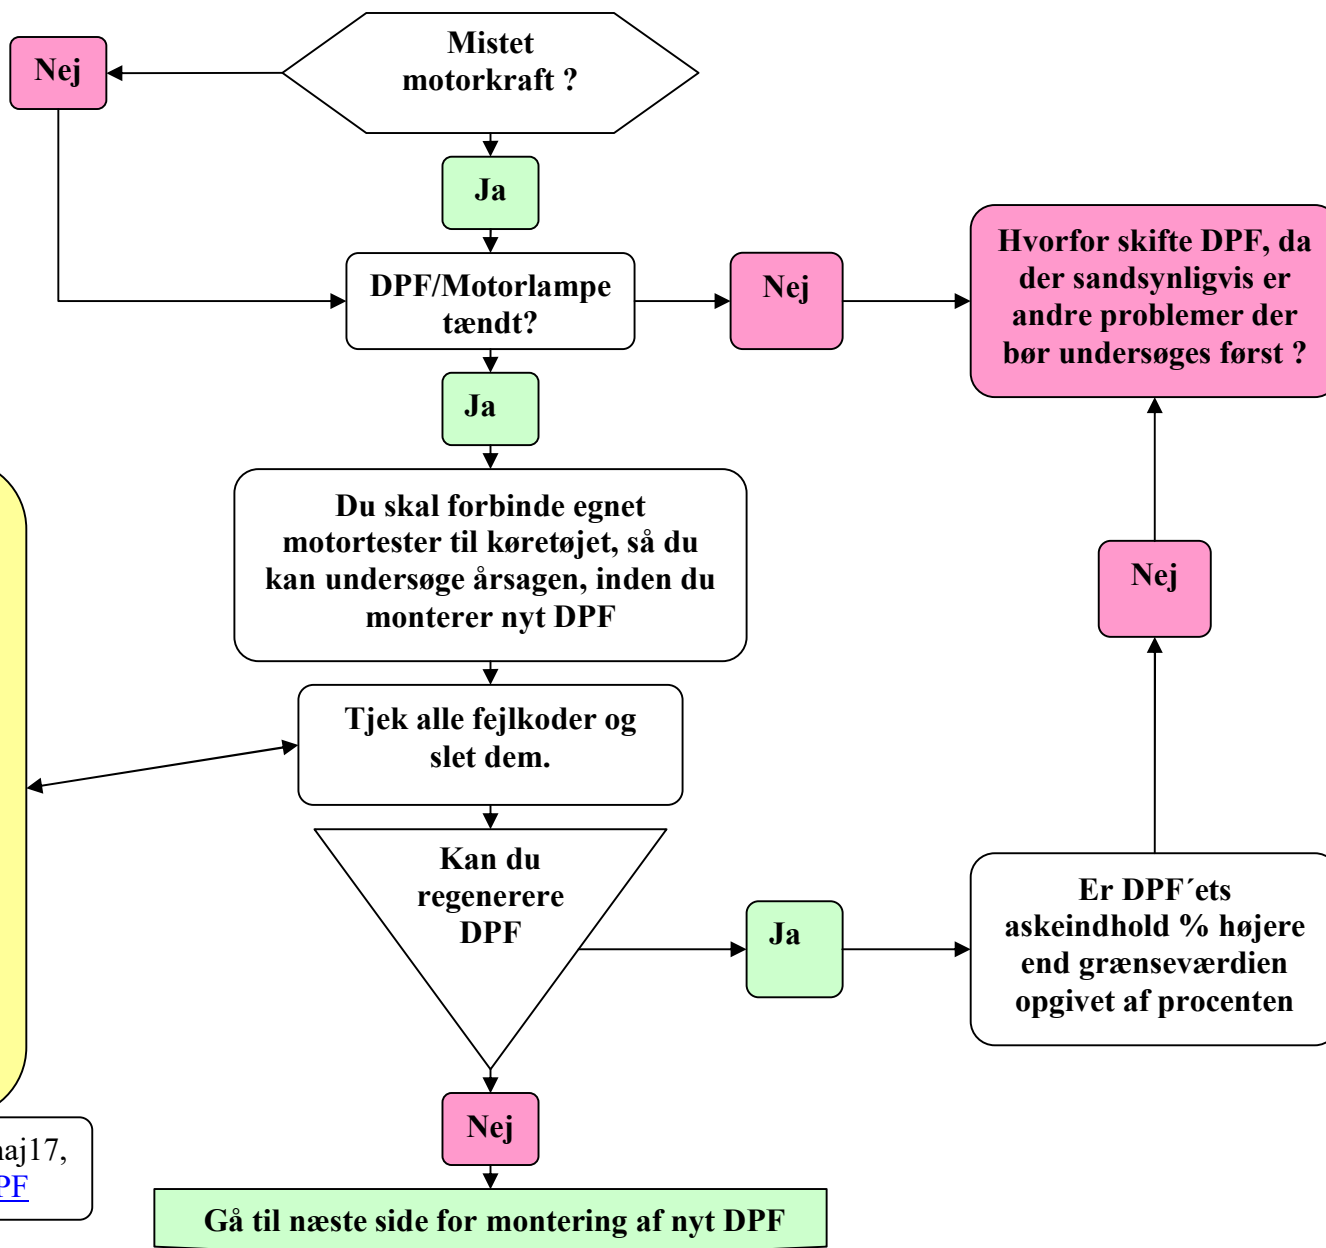 Mistet
motorkraft ?
Nej
Ja
DPF/Motorlampe
tændt?
Nej
Hvorfor skifte DPF, da
der sandsynligvis er
andre problemer der
bør undersøges først ?
Ja
Du skal forbinde egnet
motortester til køretøjet, så du
kan undersøge årsagen, inden du
monterer nyt DPF
Nej
Tjek alle fejlkoder og
slet dem.
Kan du
regenerere
DPF
Ja
Er DPF´ets
askeindhold % højere
end grænseværdien
opgivet af procenten
Nej
Gå til næste side for montering af nyt DPF